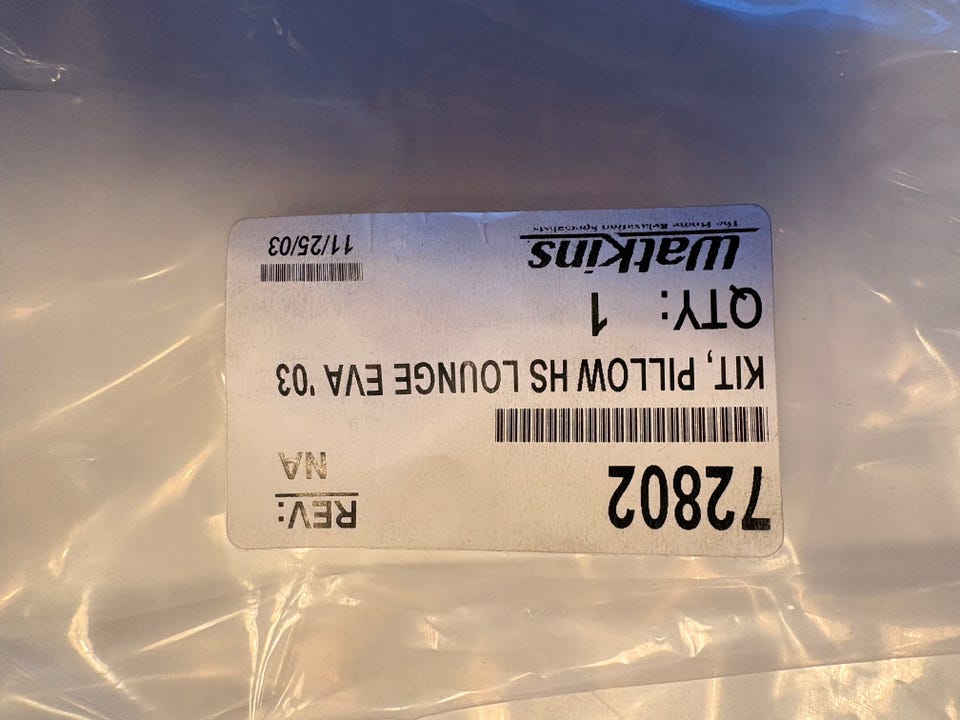 72802
REV:
NA
KIT, PILLOW HS LOUNGE EVA '03
QTY: 1
Watkins
The Home Relaxation Specialists
11/25/03